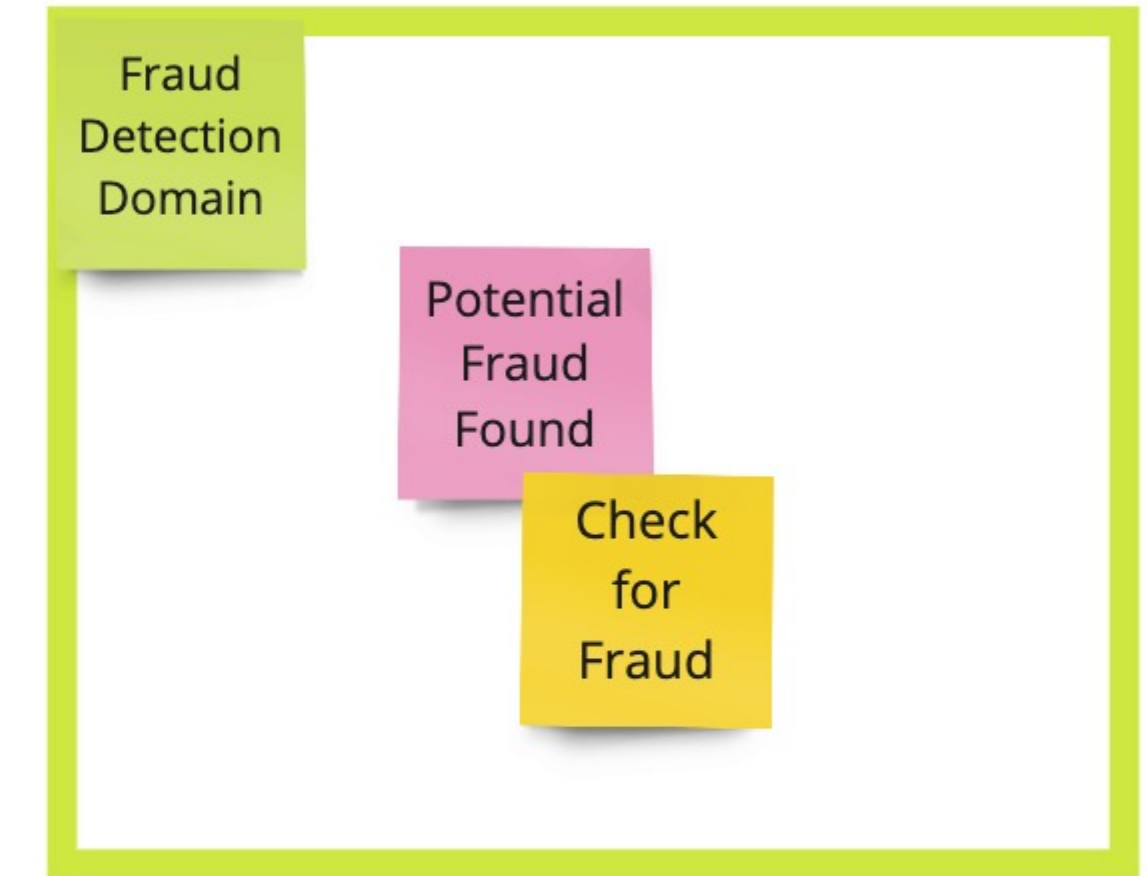 Fraud
Detection
Domain
Potential
Fraud
Found
Check
for
Fraud